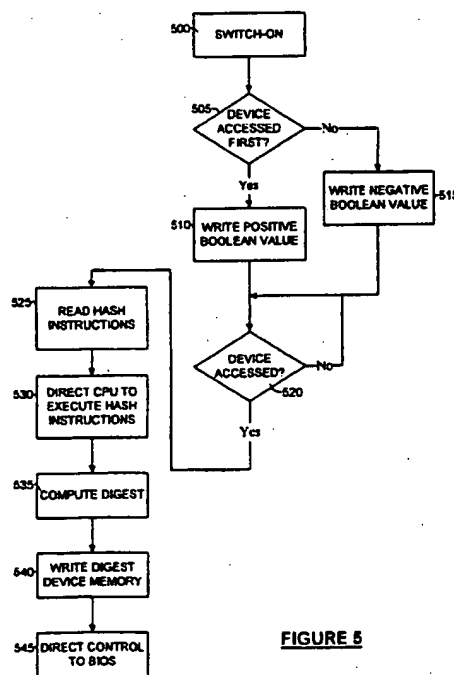 500
SWITCH-ON
505
DEVICE
ACCESSED
FIRST?
No
Yes
510
WRITE POSITIVE
BOOLEAN VALUE
WRITE NEGATIVE
BOOLEAN VALUE
515
525
READ HASH
INSTRUCTIONS
DEVICE
ACCESSED?
No
520
Yes
530
DIRECT CPU TO
EXECUTE HASH
INSTRUCTIONS
535
COMPUTE DIGEST
540
WRITE DIGEST
DEVICE MEMORY
545
DIRECT CONTROL
TO BIOS
FIGURE 5